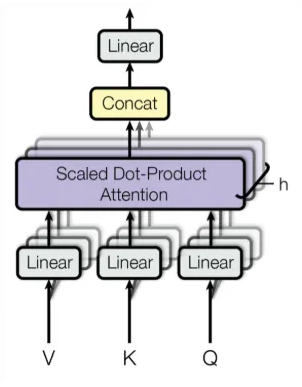 Linear
Concat
Scaled Dot-Product
Attention
h
Linear Linear Linear
V K Q